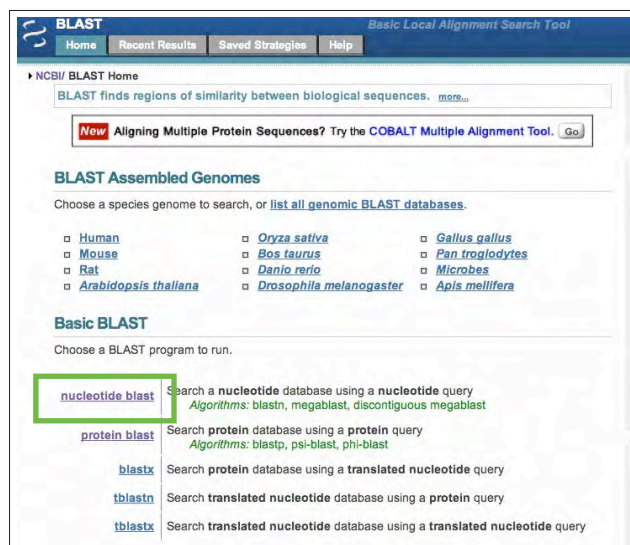 BLAST
Basic Local Alignment Search Tool
Home Recent Results Saved Strategies Help
NCBI/ BLAST Home
BLAST finds regions of similarity between biological sequences. more...
New Aligning Multiple Protein Sequences? Try the COBALT Multiple Alignment Tool. Go
BLAST Assembled Genomes
Choose a species genome to search, or list all genomic BLAST databases.
Human Oryza sativa Gallus gallus
Mouse Bos taurus Pan troglodytes
Rat Danio rerio Microbes
Arabidopsis thaliana Drosophila melanogaster Apis mellifera
Basic BLAST
Choose a BLAST program to run.
nucleotide blast Search a nucleotide database using a nucleotide query
Algorithms: blastn, megablast, discontiguous megablast
protein blast Search protein database using a protein query
Algorithms: blastp, psi-blast, phi-blast
blastx Search protein database using a translated nucleotide query
tblastn Search translated nucleotide database using a protein query
tblastx Search translated nucleotide database using a translated nucleotide query